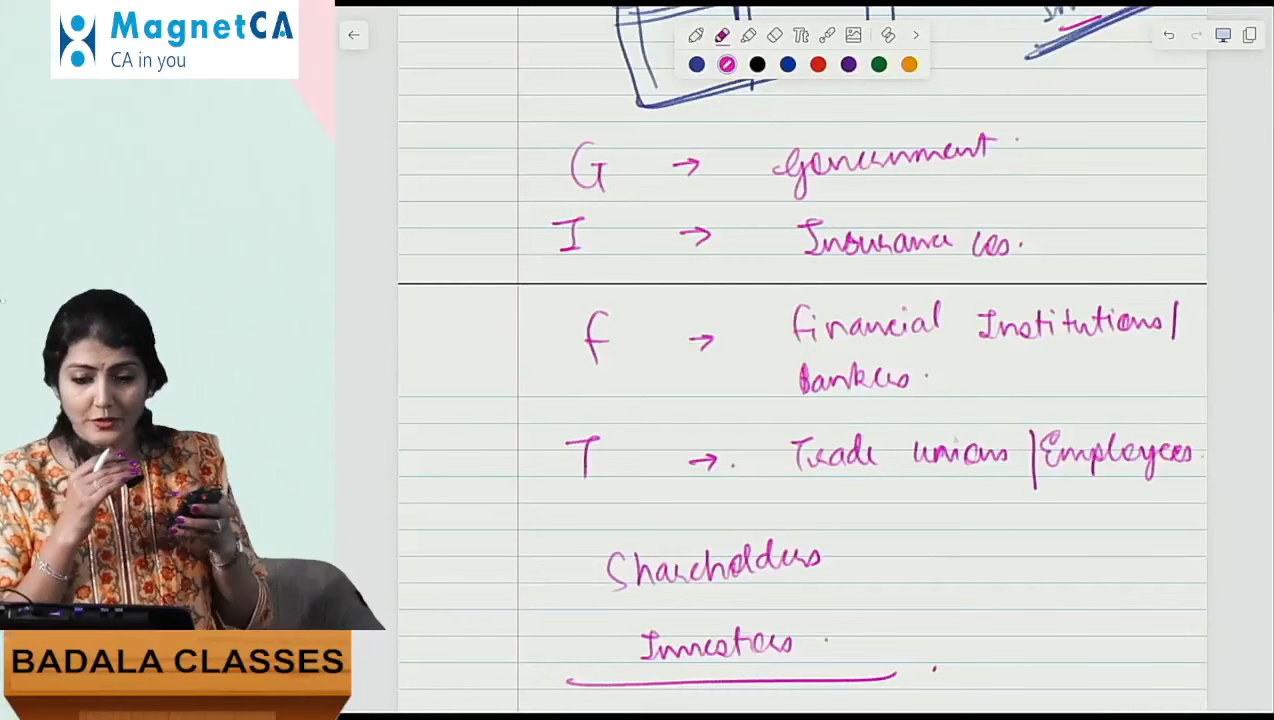 MagnetCA
CA in you
G → Government
I → Insurance Cos.
F → Financial Institutions/
Bankers.
T → Trade unions | Employees
Shareholders
Investors
BADALA CLASSES